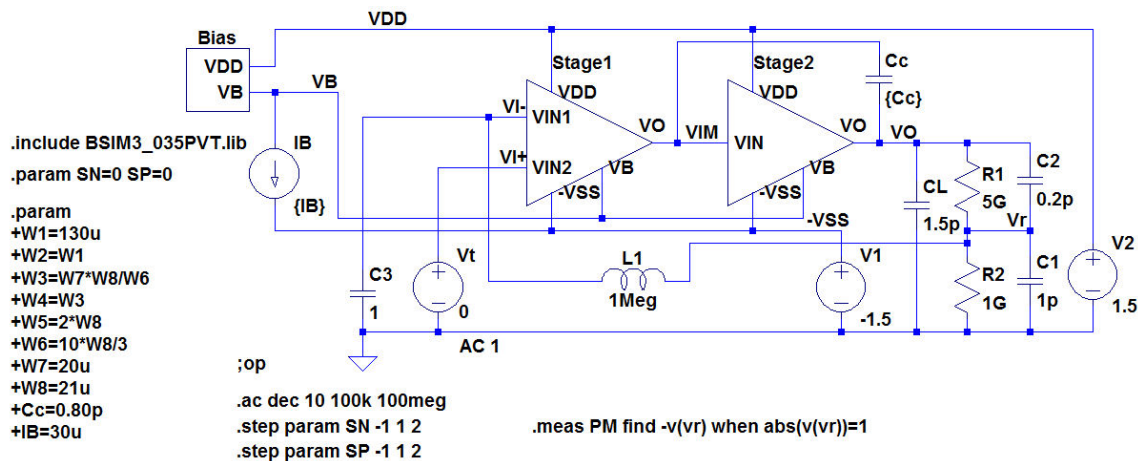 VDD
Bias
VDD
VB
VB
Stage1
VDD
VI-
VIN1
VI+
VIN2
VO
VB
-VSS
Stage2
VDD
VIM
VIN
VO
VB
-VSS
Cc
{Cc}
VO
IB
{IB}
-VSS
CL
1.5p
R1
5G
C2
0.2p
Vr
V2
1.5
C3
1
Vt
0
AC 1
L1
1Meg
V1
-1.5
R2
1G
C1
1p
.include BSIM3_035PVT.lib
.param SN=0 SP=0
.param
+W1=130u
+W2=W1
+W3=W7*W8/W6
+W4=W3
+W5=2*W8
+W6=10*W8/3
+W7=20u
+W8=21u
+Cc=0.80p
+IB=30u
;op
.ac dec 10 100k 100meg
.step param SN -1 1 2
.step param SP -1 1 2
.meas PM find -v(vr) when abs(v(vr))=1